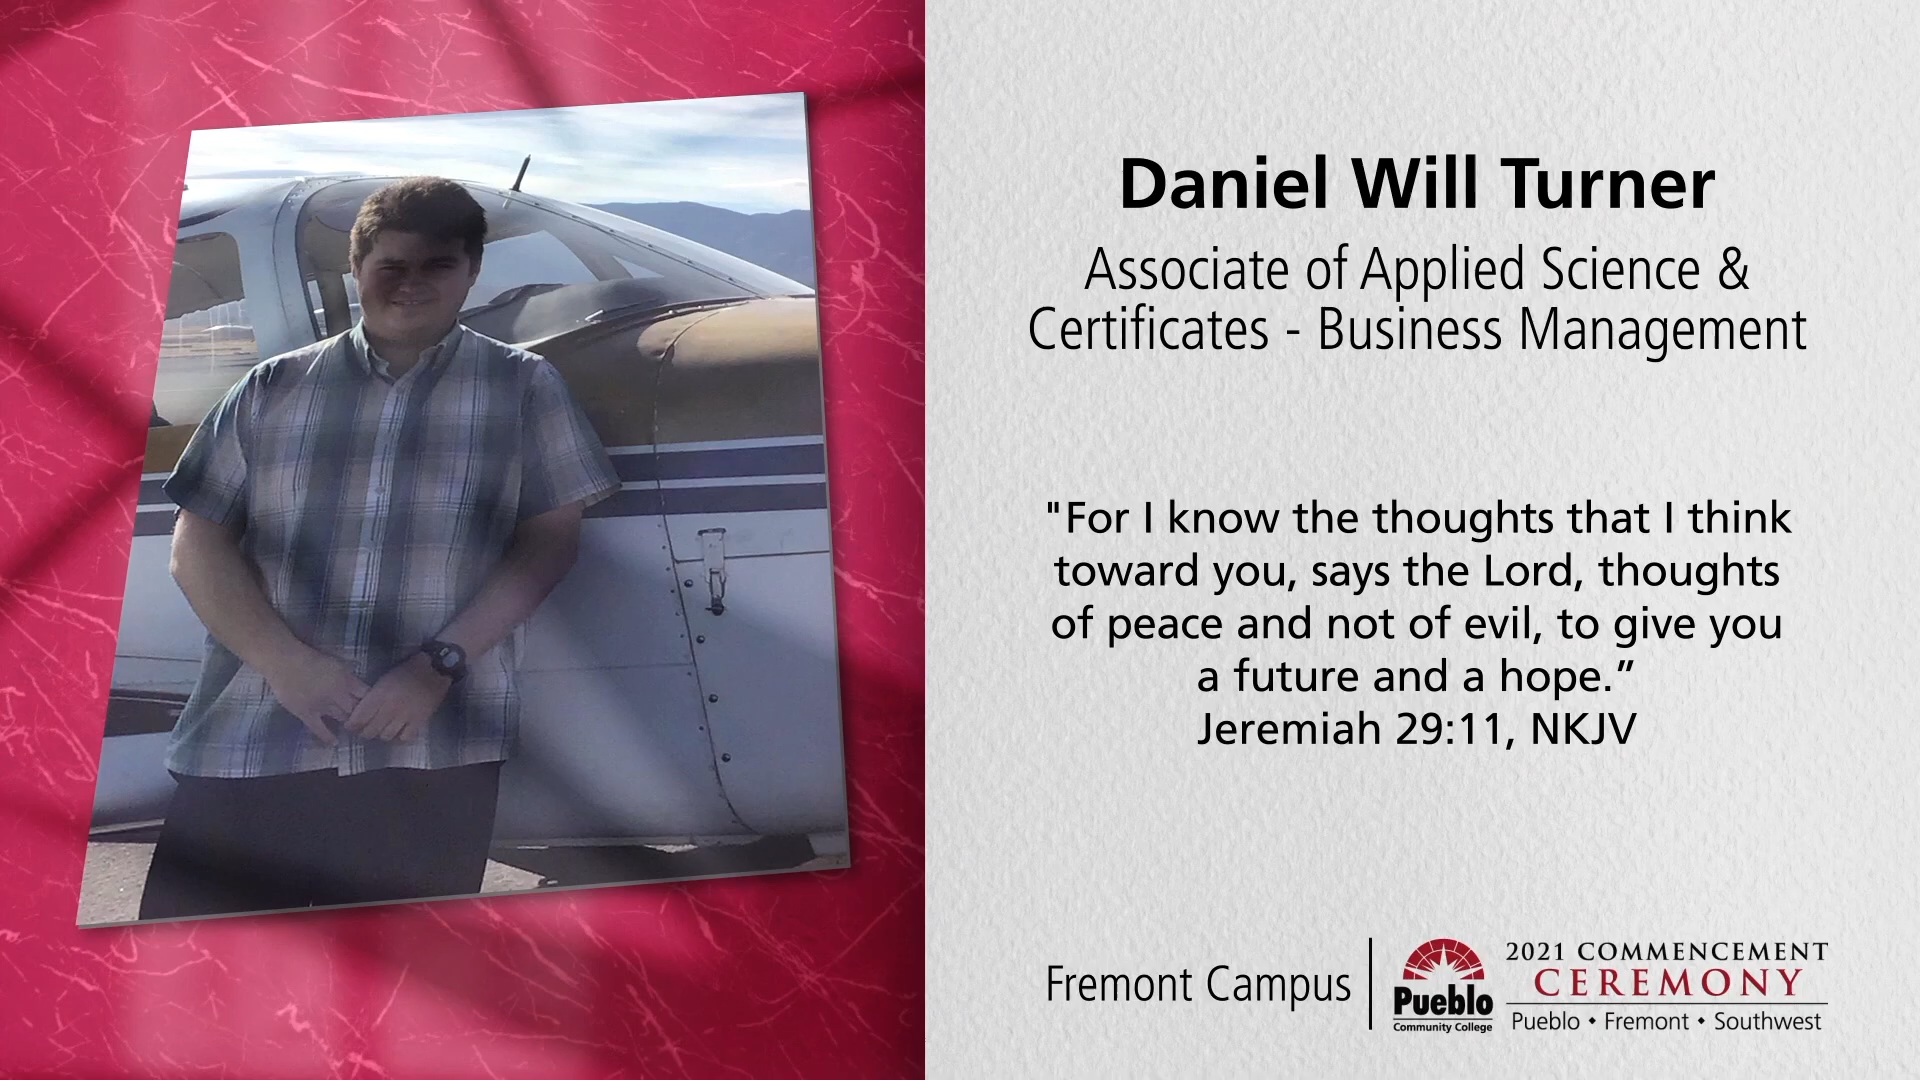 Daniel Will Turner
Associate of Applied Science &
Certificates - Business Management
"For I know the thoughts that I think
toward you, says the Lord, thoughts
of peace and not of evil, to give you
a future and a hope.”
Jeremiah 29:11, NKJV
Fremont Campus
Pueblo
Community College
2021 COMMENCEMENT
CEREMONY
Pueblo • Fremont • Southwest